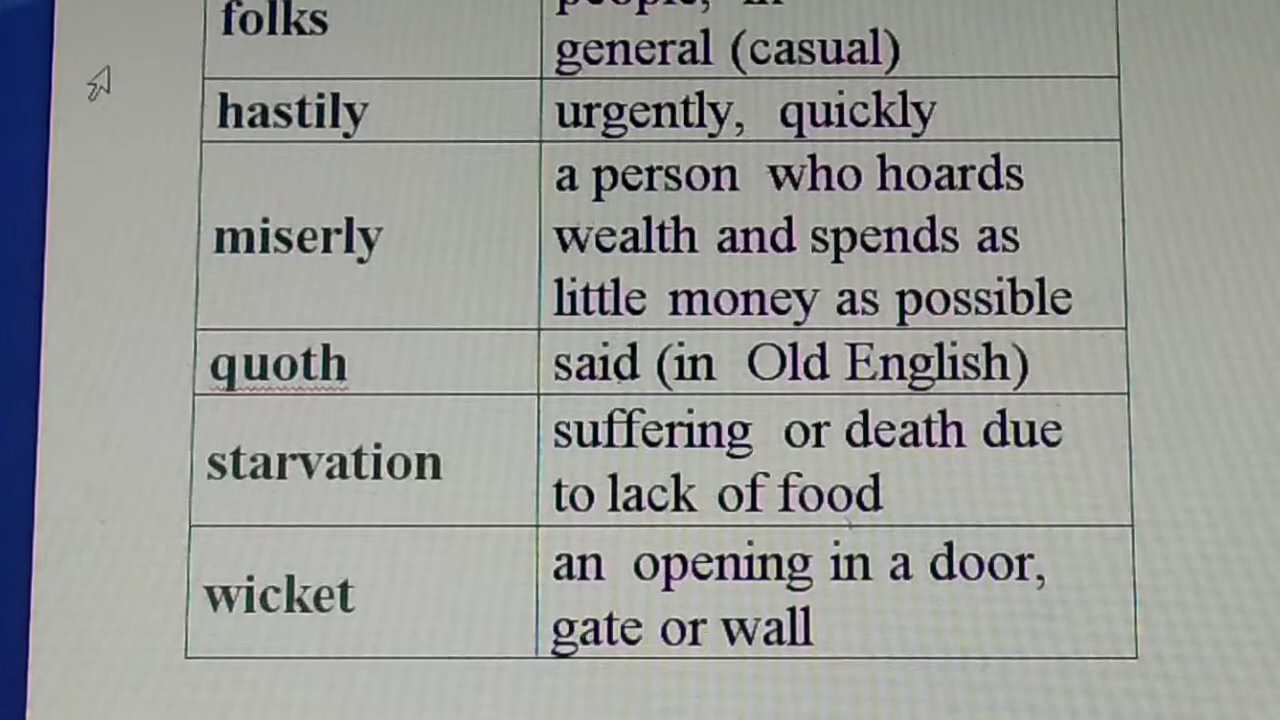 folks
people, in
general (casual)
hastily
urgently, quickly
miserly
a person who hoards
wealth and spends as
little money as possible
quoth
said (in Old English)
starvation
suffering or death due
to lack of food
wicket
an opening in a door,
gate or wall